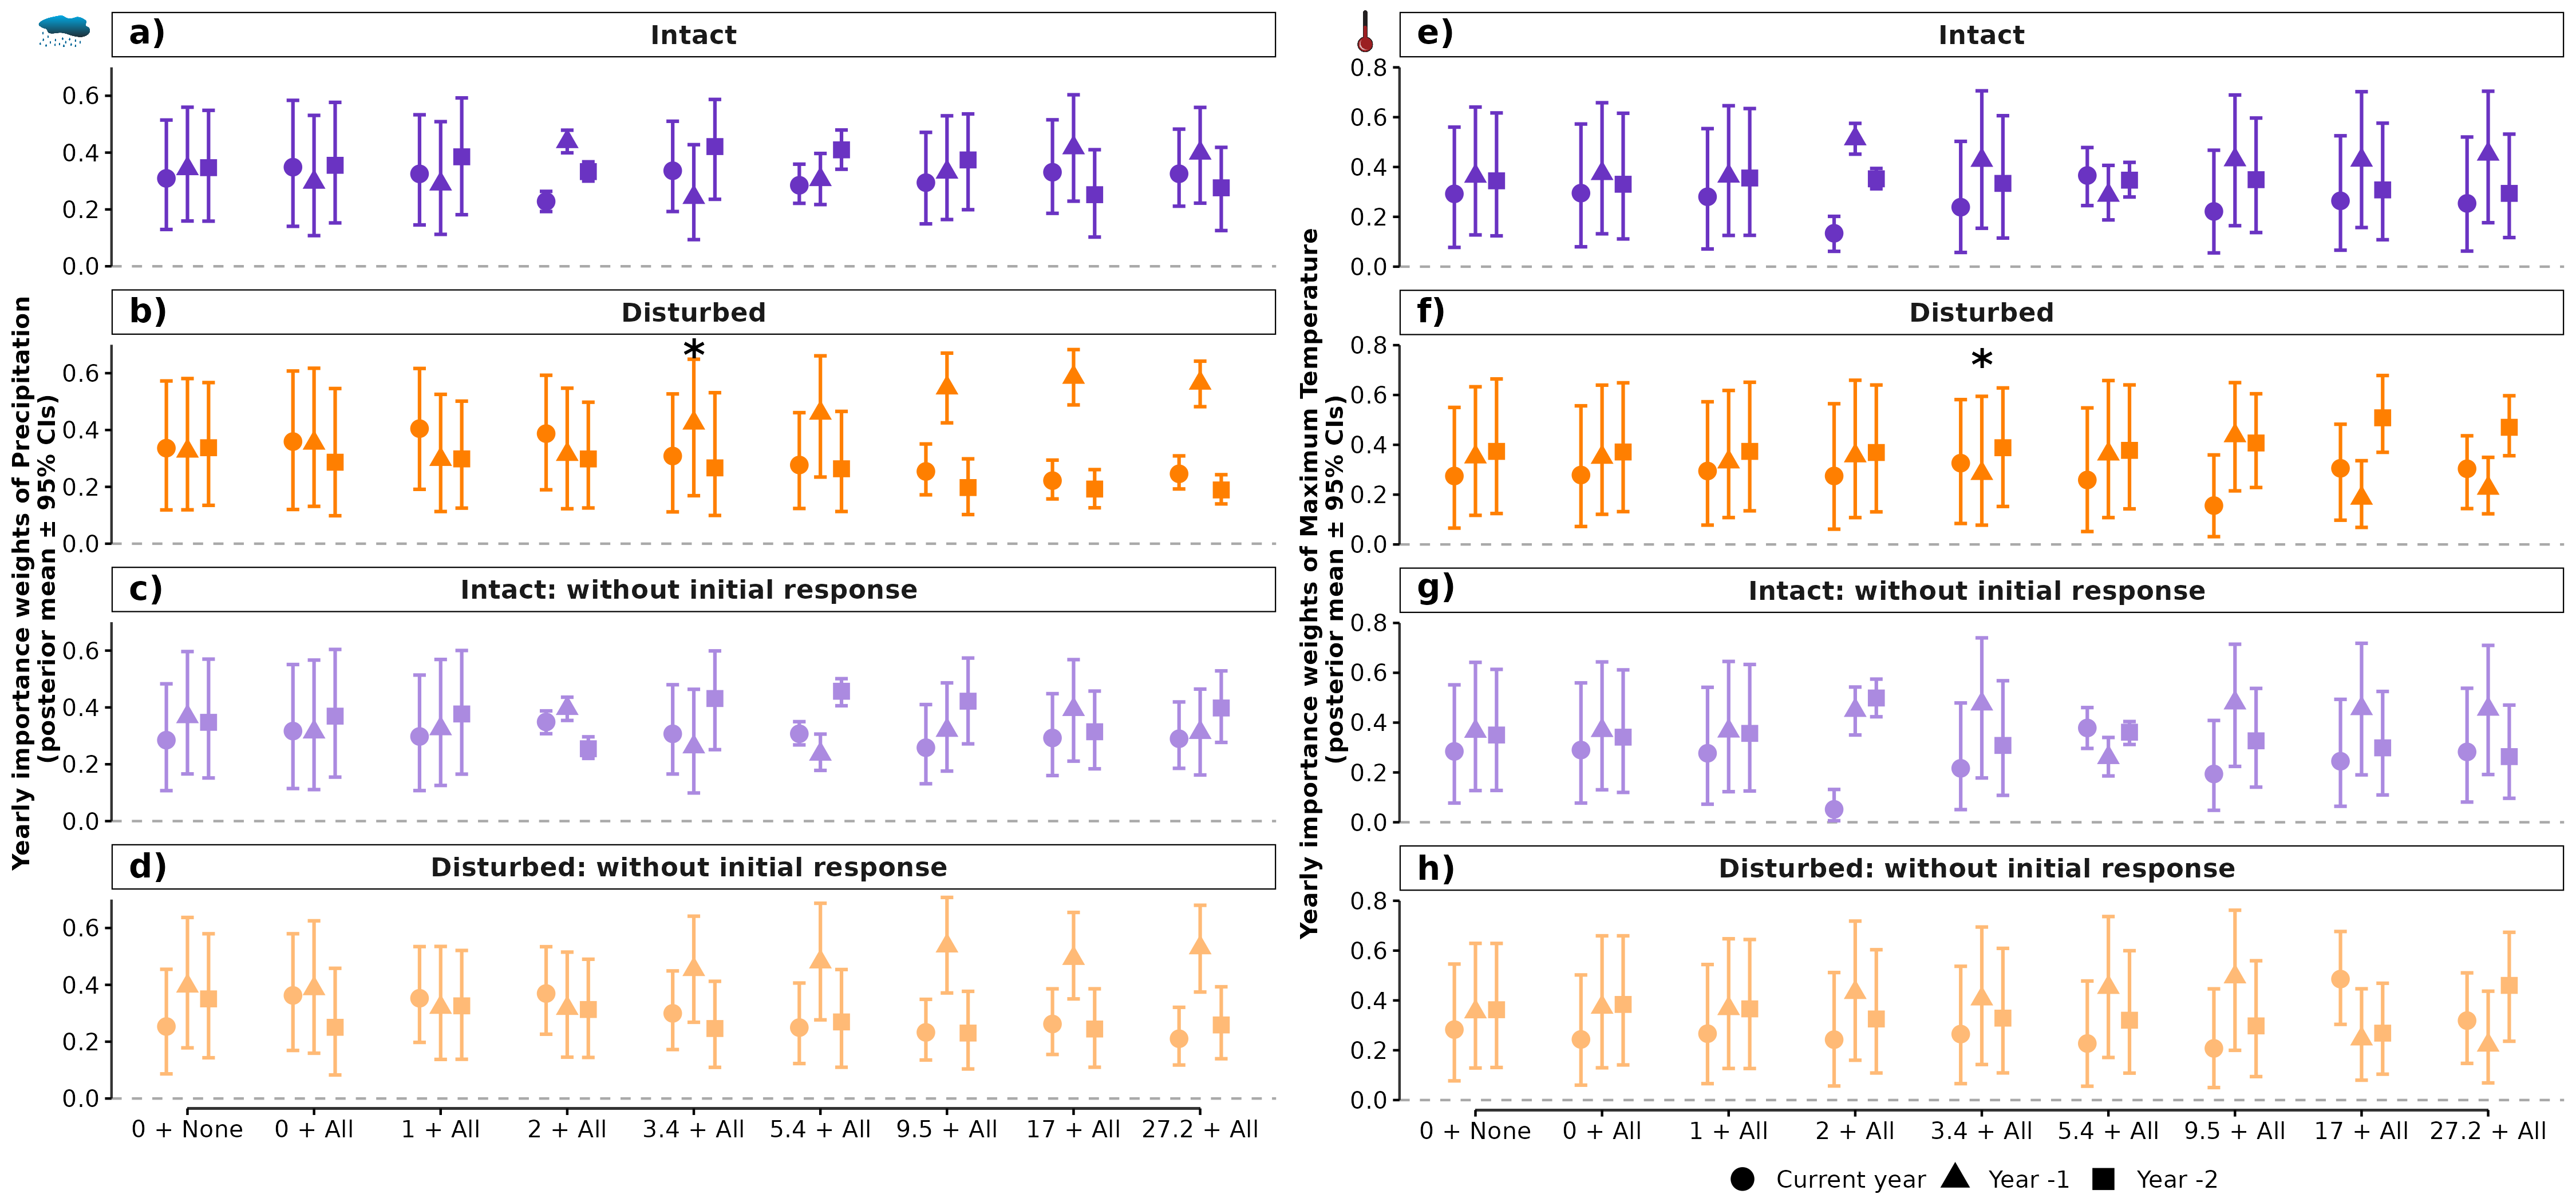 Yearly importance weights of Precipitation
(posterior mean ± 95% CIs)
a) Intact
0.6
0.4
0.2
0.0
b) Disturbed
*
0.6
0.4
0.2
0.0
c) Intact: without initial response
0.6
0.4
0.2
0.0
d) Disturbed: without initial response
0.6
0.4
0.2
0.0
0 + None 0 + All 1 + All 2 + All 3.4 + All 5.4 + All 9.5 + All 17 + All 27.2 + All
Yearly importance weights of Maximum Temperature
(posterior mean ± 95% CIs)
e) Intact
0.8
0.6
0.4
0.2
0.0
f) Disturbed
*
0.8
0.6
0.4
0.2
0.0
g) Intact: without initial response
0.8
0.6
0.4
0.2
0.0
h) Disturbed: without initial response
0.8
0.6
0.4
0.2
0.0
0 + None 0 + All 1 + All 2 + All 3.4 + All 5.4 + All 9.5 + All 17 + All 27.2 + All
Current year Year -1 Year -2